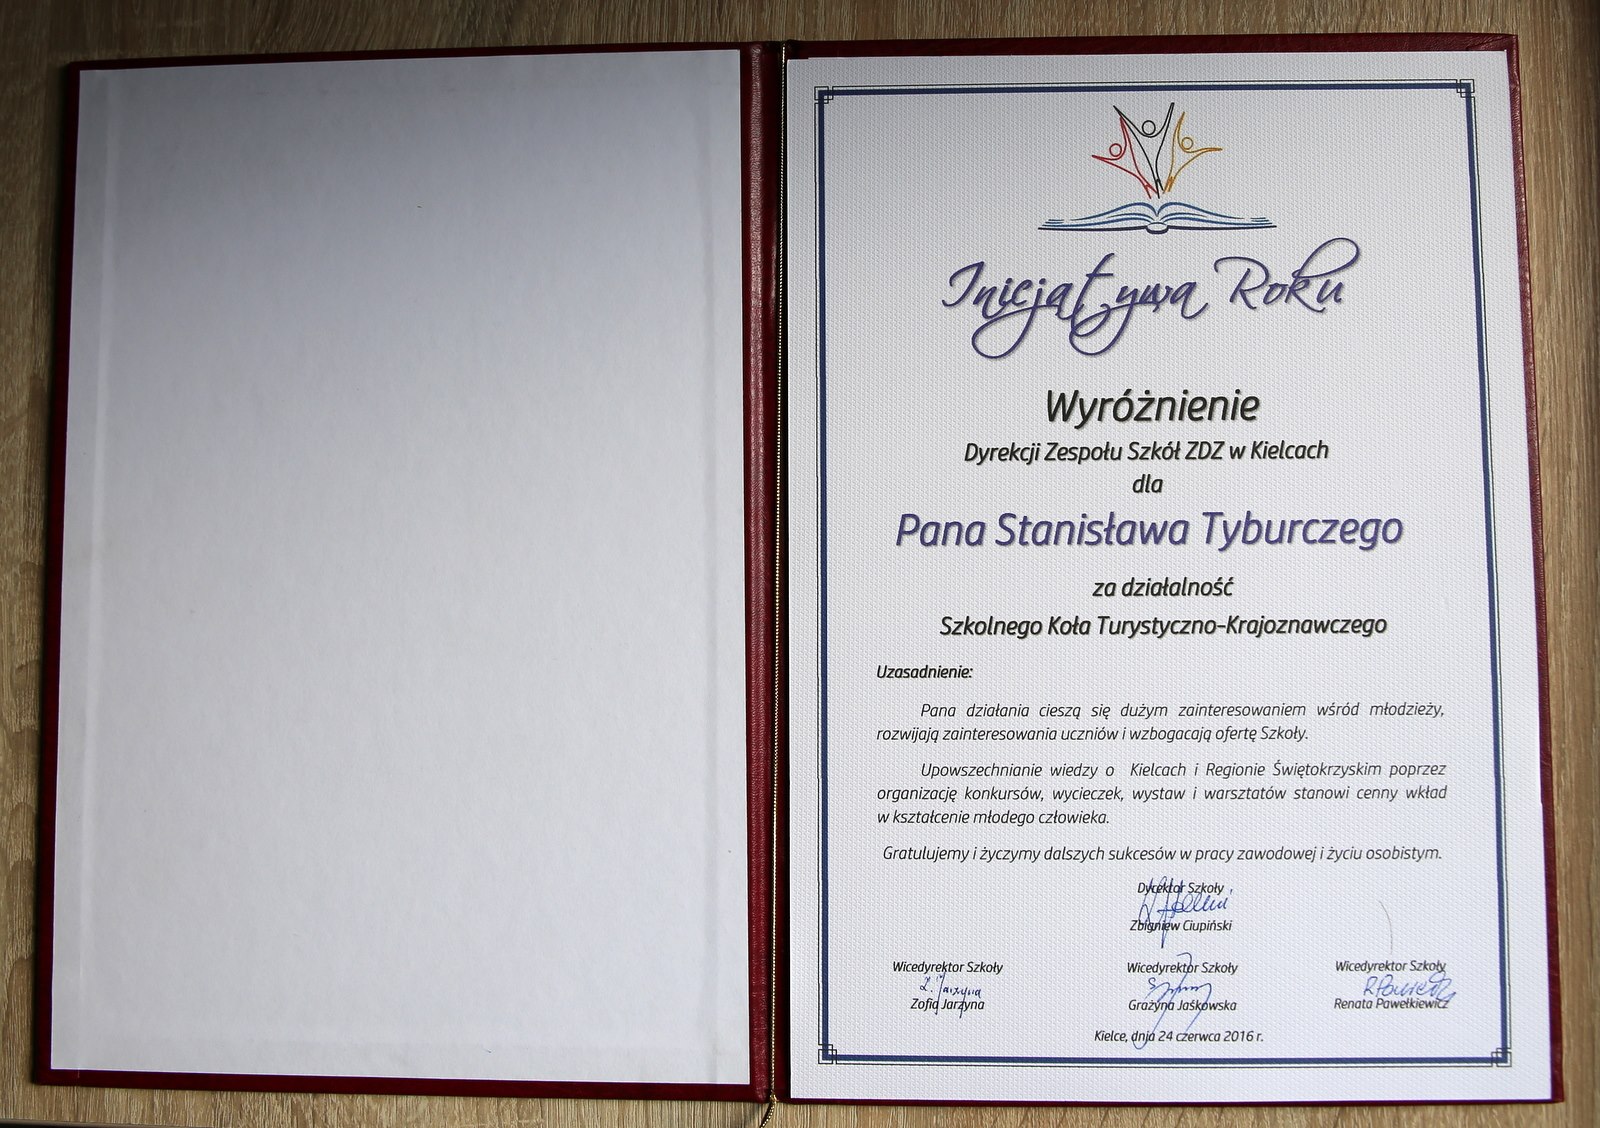 Inicjatywa Roku
Wyróżnienie
Dyrekcji Zespołu Szkół ZDZ w Kielcach
dla
Pana Stanisława Tyburczego
za działalność
Szkolnego Koła Turystyczno-Krajoznawczego
Uzasadnienie:
Pana działania cieszą się dużym zainteresowaniem wśród młodzieży,
rozwijają zainteresowania uczniów i wzbogacają ofertę Szkoły.
Upowszechnianie wiedzy o Kielcach i Regionie Świętokrzyskim poprzez
organizację konkursów, wycieczek, wystaw i warsztatów stanowi cenny wkład
w kształcenie młodego człowieka.
Gratulujemy i życzymy dalszych sukcesów w pracy zawodowej i życiu osobistym.
Dyrektor Szkoły
Zbigniew Ciupiński
Wicedyrektor Szkoły Wicedyrektor Szkoły Wicedyrektor Szkoły
Z. Jarzyna
Zofia Jarzyna Grażyna Jaśkowska Renata Pawełkiewicz
Kielce, dnia 24 czerwca 2016 r.